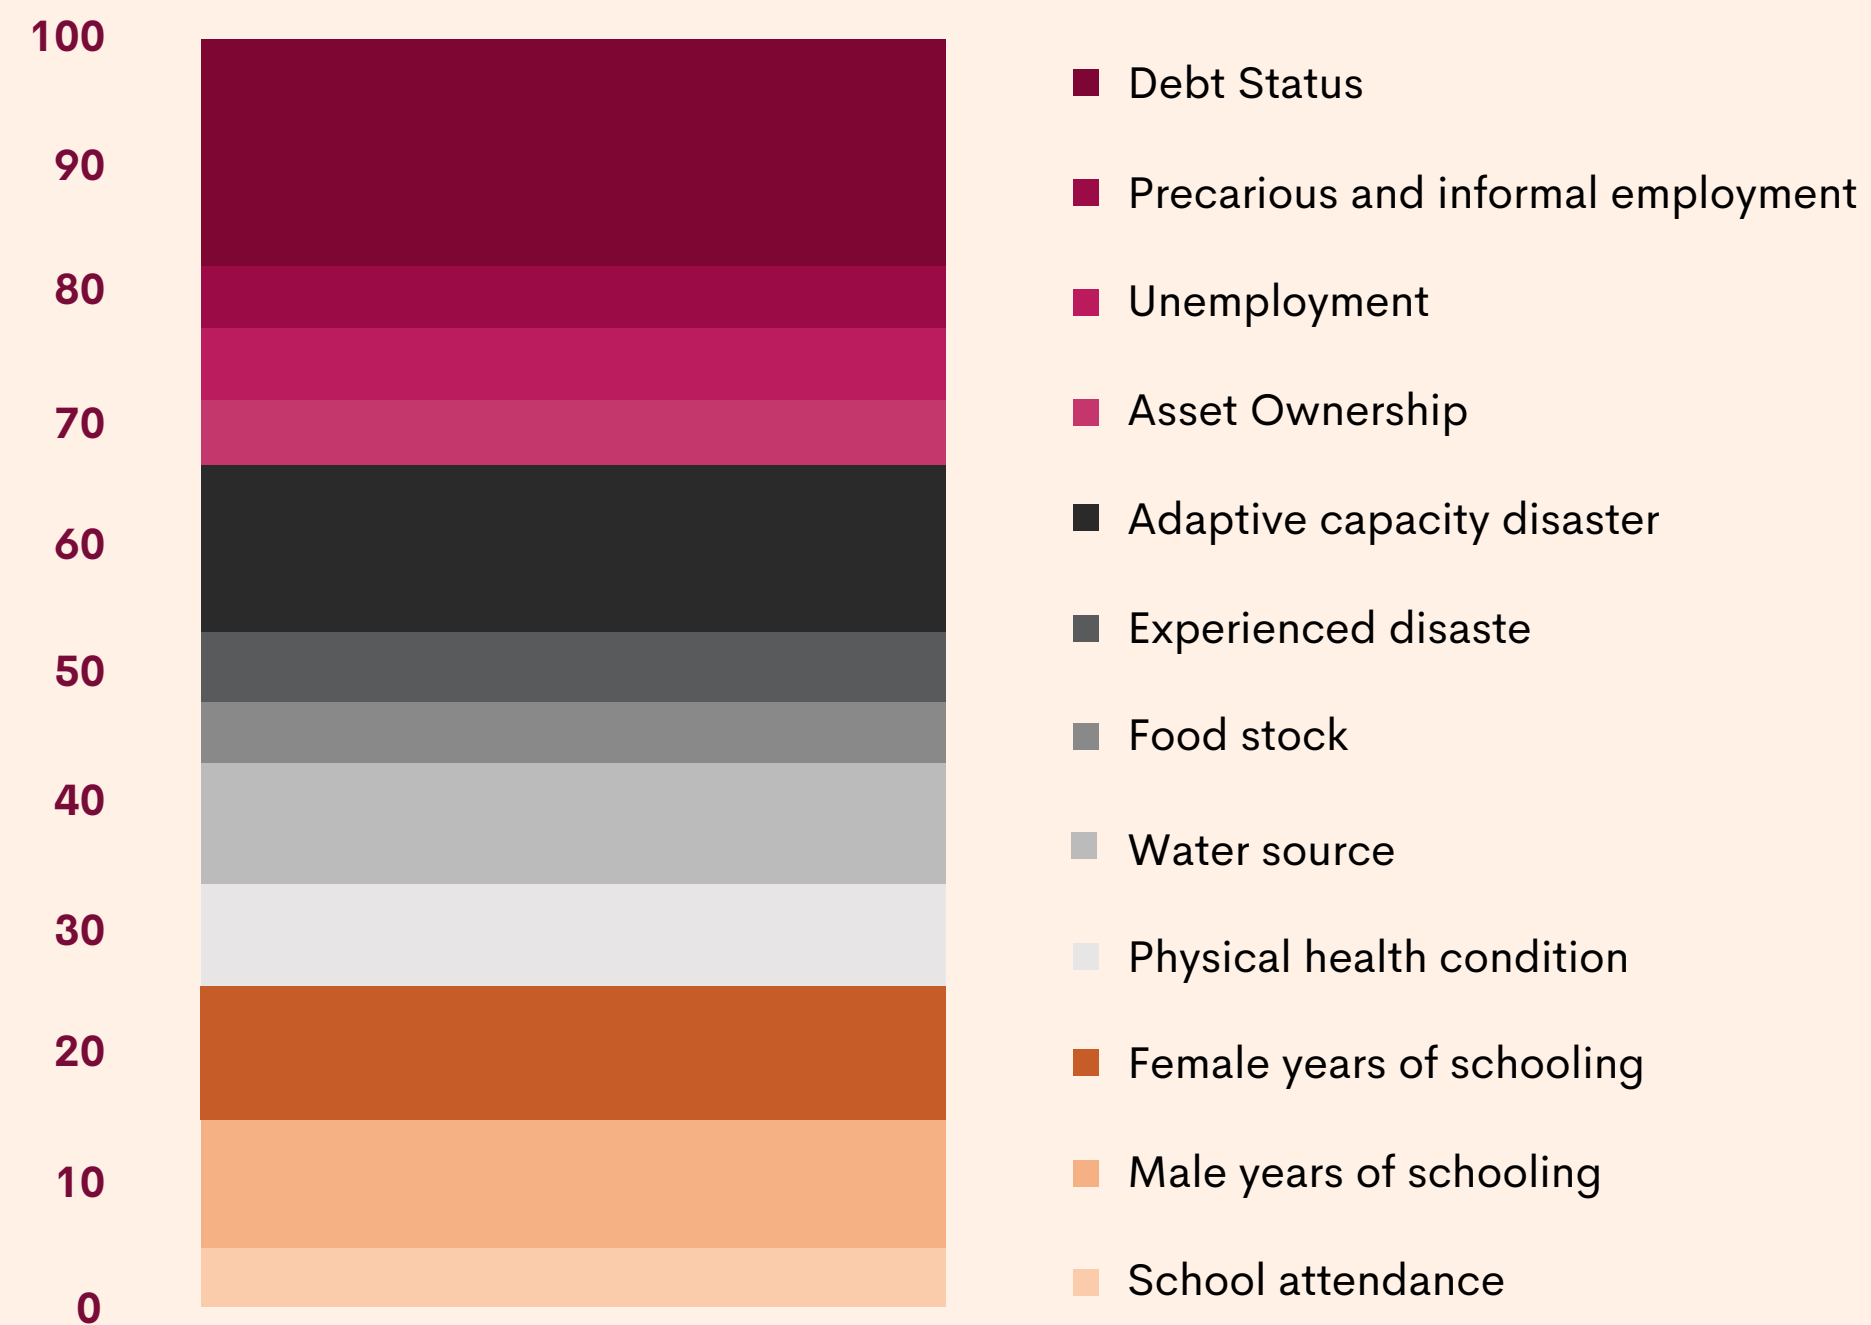 100
90
80
70
60
50
40
30
20
10
0
Debt Status
Precarious and informal employment
Unemployment
Asset Ownership
Adaptive capacity disaster
Experienced disaste
Food stock
Water source
Physical health condition
Female years of schooling
Male years of schooling
School attendance